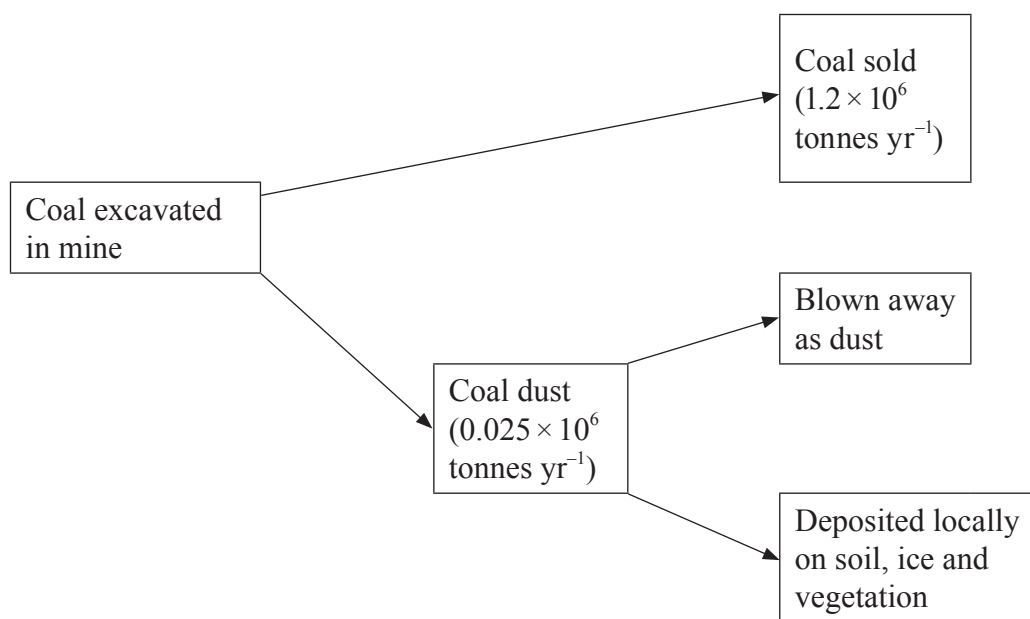 Coal sold
(1.2 × 10⁶
tonnes yr⁻¹)
Coal excavated
in mine
Blown away
as dust
Coal dust
(0.025 × 10⁶
tonnes yr⁻¹)
Deposited locally
on soil, ice and
vegetation